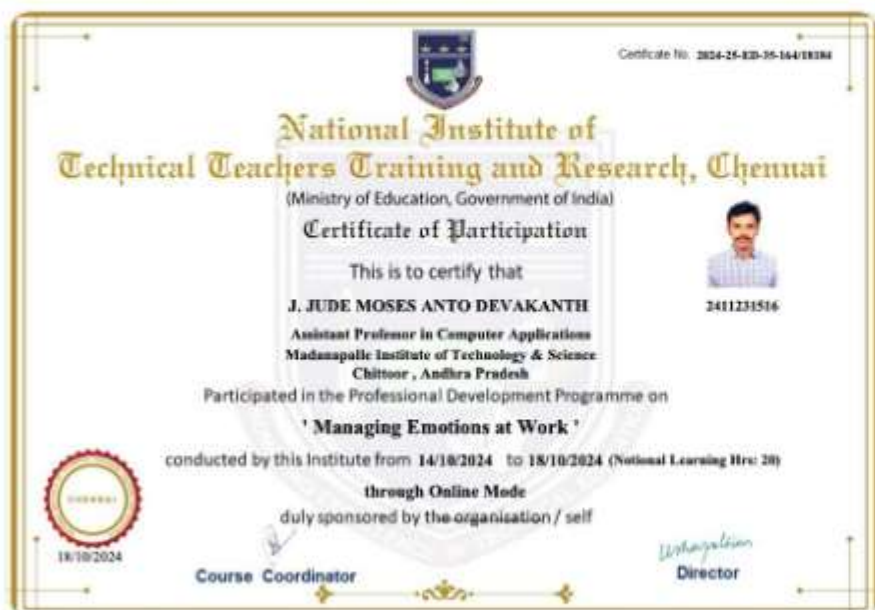 Certificate No. 2024-25-ED-35-164/18184
National Institute of
Technical Teachers Training and Research, Chennai
(Ministry of Education, Government of India)
Certificate of Participation
This is to certify that
J. JUDE MOSES ANTO DEVAKANTH
2411231516
Assistant Professor in Computer Applications
Madanapalle Institute of Technology & Science
Chittoor , Andhra Pradesh
Participated in the Professional Development Programme on
' Managing Emotions at Work '
conducted by this Institute from 14/10/2024 to 18/10/2024 (Notional Learning Hrs: 20)
through Online Mode
duly sponsored by the organisation / self
CHENNAI
18/10/2024
Course Coordinator
Director